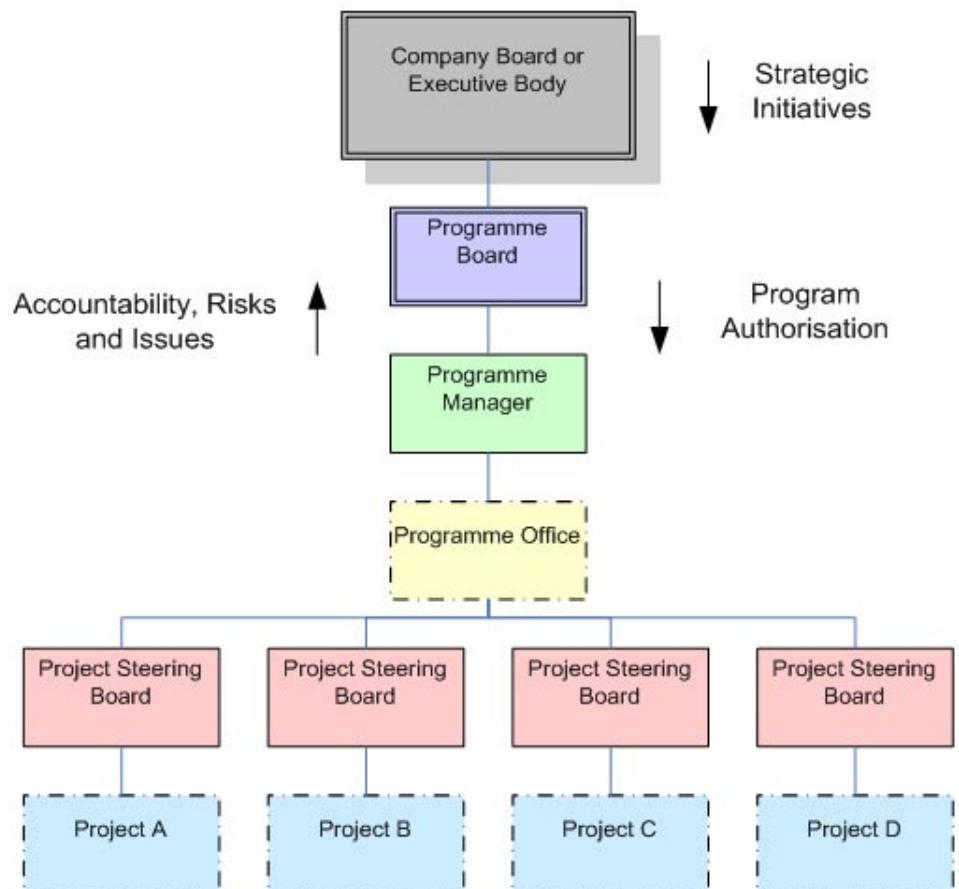 Company Board or
Executive Body
Strategic
Initiatives
Programme
Board
Accountability, Risks
and Issues
Program
Authorisation
Programme
Manager
Programme Office
Project Steering
Board
Project Steering
Board
Project Steering
Board
Project Steering
Board
Project A
Project B
Project C
Project D